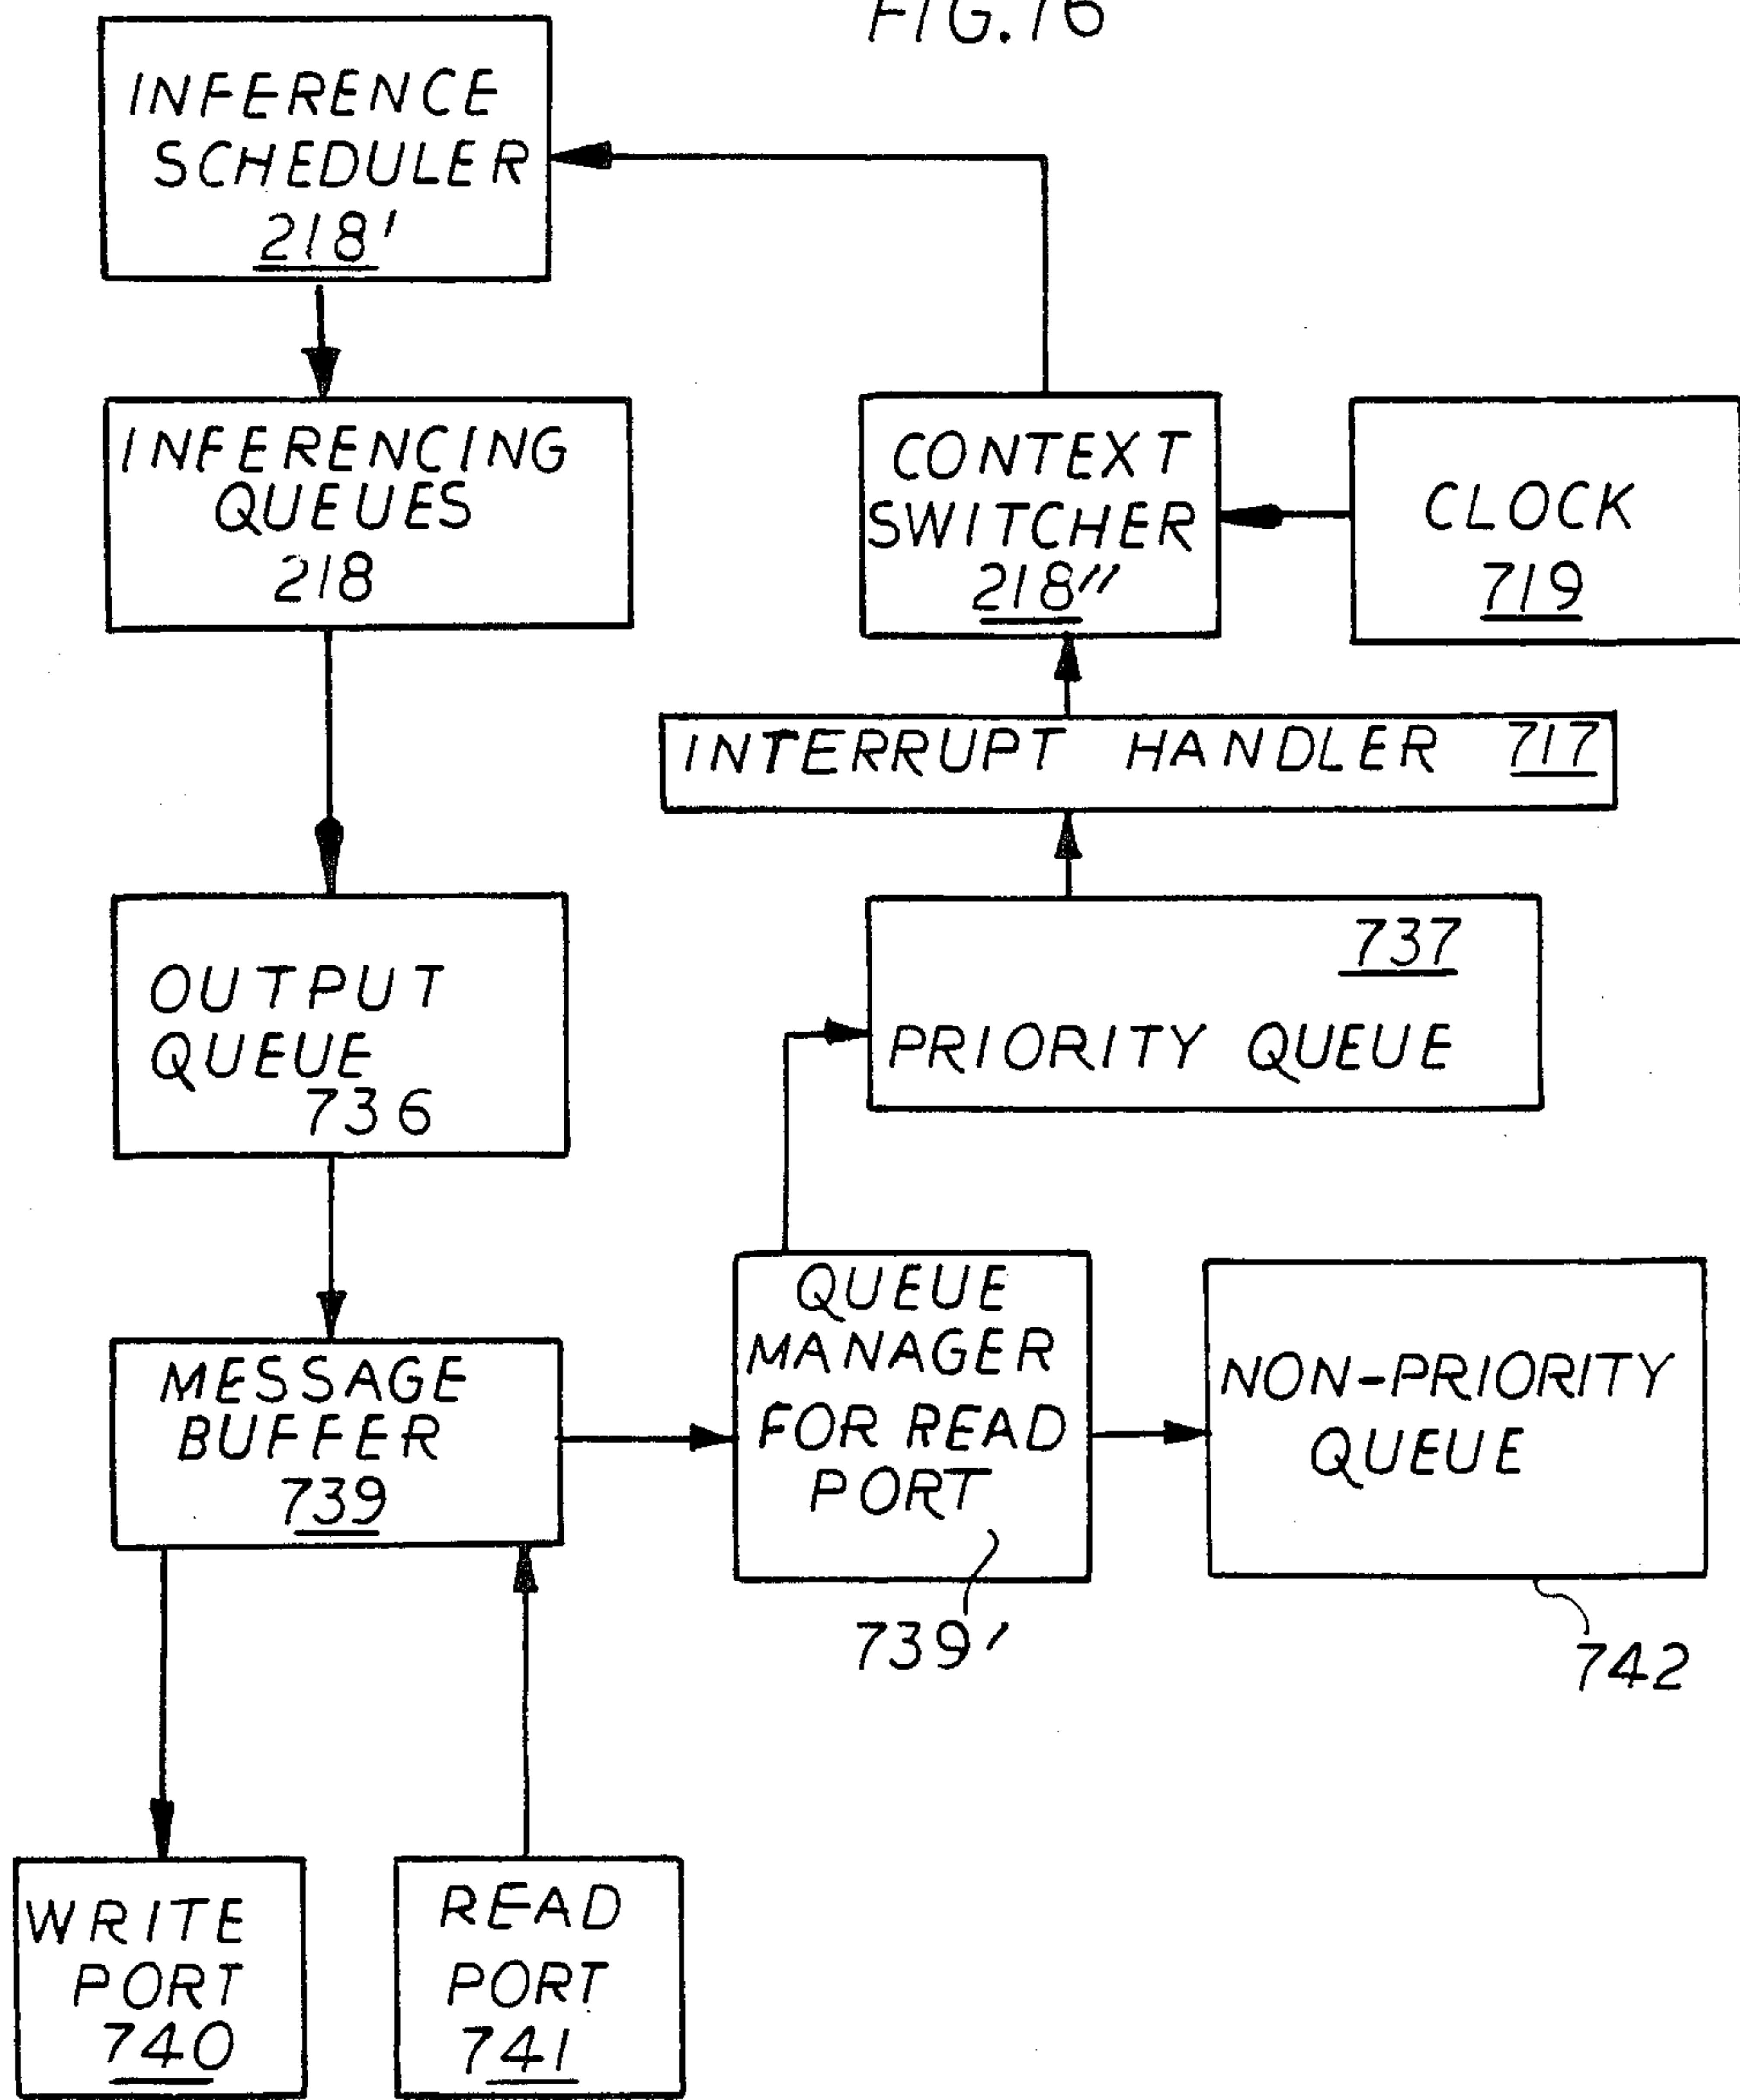 FIG. 16
INFERENCE
SCHEDULER
218'
INFERENCING
QUEUES
218
CONTEXT
SWITCHER
218''
CLOCK
719
INTERRUPT HANDLER 717
OUTPUT
QUEUE
736
737
PRIORITY QUEUE
MESSAGE
BUFFER
739
QUEUE
MANAGER
FOR READ
PORT
739'
NON-PRIORITY
QUEUE
742
WRITE
PORT
740
READ
PORT
741